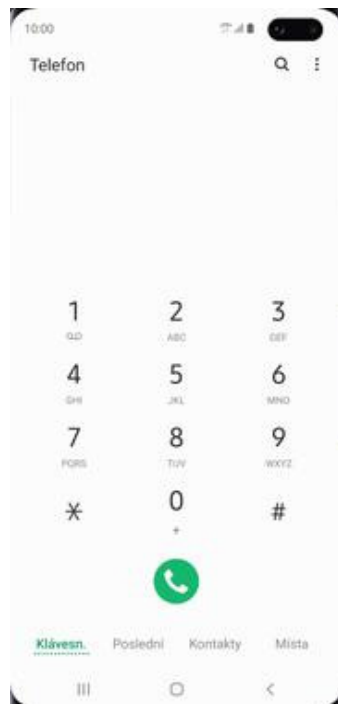 10:00
Telefon
1 2 3
ABC DEF
4 5 6
GHI JKL MNO
7 8 9
PQRS TUV WXYZ
* 0 #
+
Klávesn. Poslední Kontakty Místa